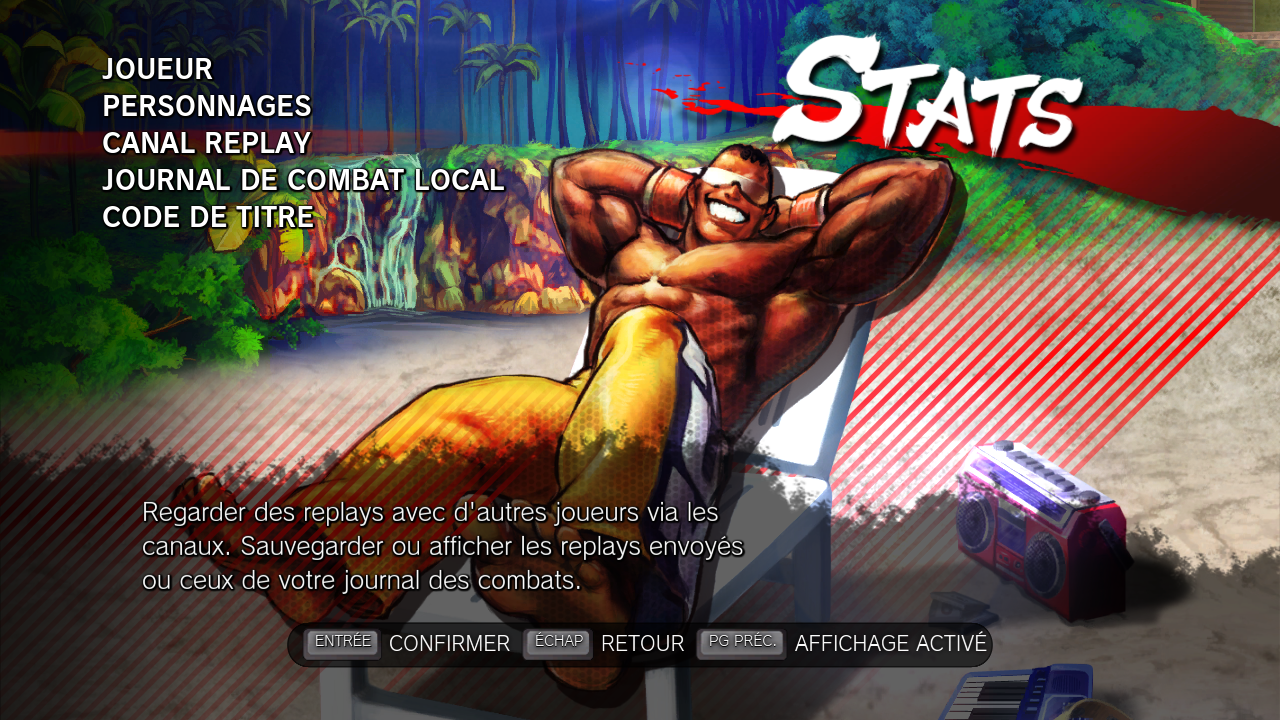 JOUEUR
PERSONNAGES
CANAL REPLAY
JOURNAL DE COMBAT LOCAL
CODE DE TITRE
STATS
Regarder des replays avec d'autres joueurs via les
canaux. Sauvegarder ou afficher les replays envoyés
ou ceux de votre journal des combats.
ENTRÉE CONFIRMER ÉCHAP RETOUR PG PRÉC. AFFICHAGE ACTIVÉ